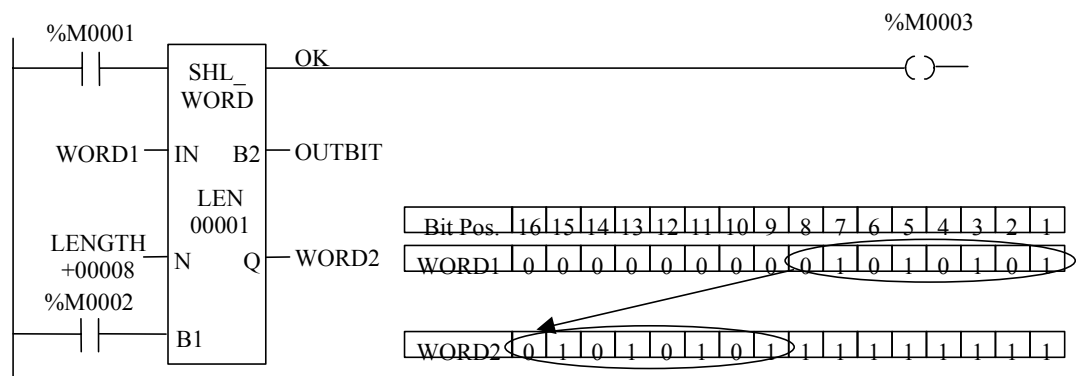 %M0003
%M0001
OK
SHL_
WORD
WORD1 IN B2 OUTBIT
LEN
00001
LENGTH
+00008 N Q WORD2
%M0002
B1
Bit Pos. 16 15 14 13 12 11 10 9 8 7 6 5 4 3 2 1
WORD1 0 0 0 0 0 0 0 0 0 1 0 1 0 1 0 1
WORD2 0 1 0 1 0 1 0 1 1 1 1 1 1 1 1 1